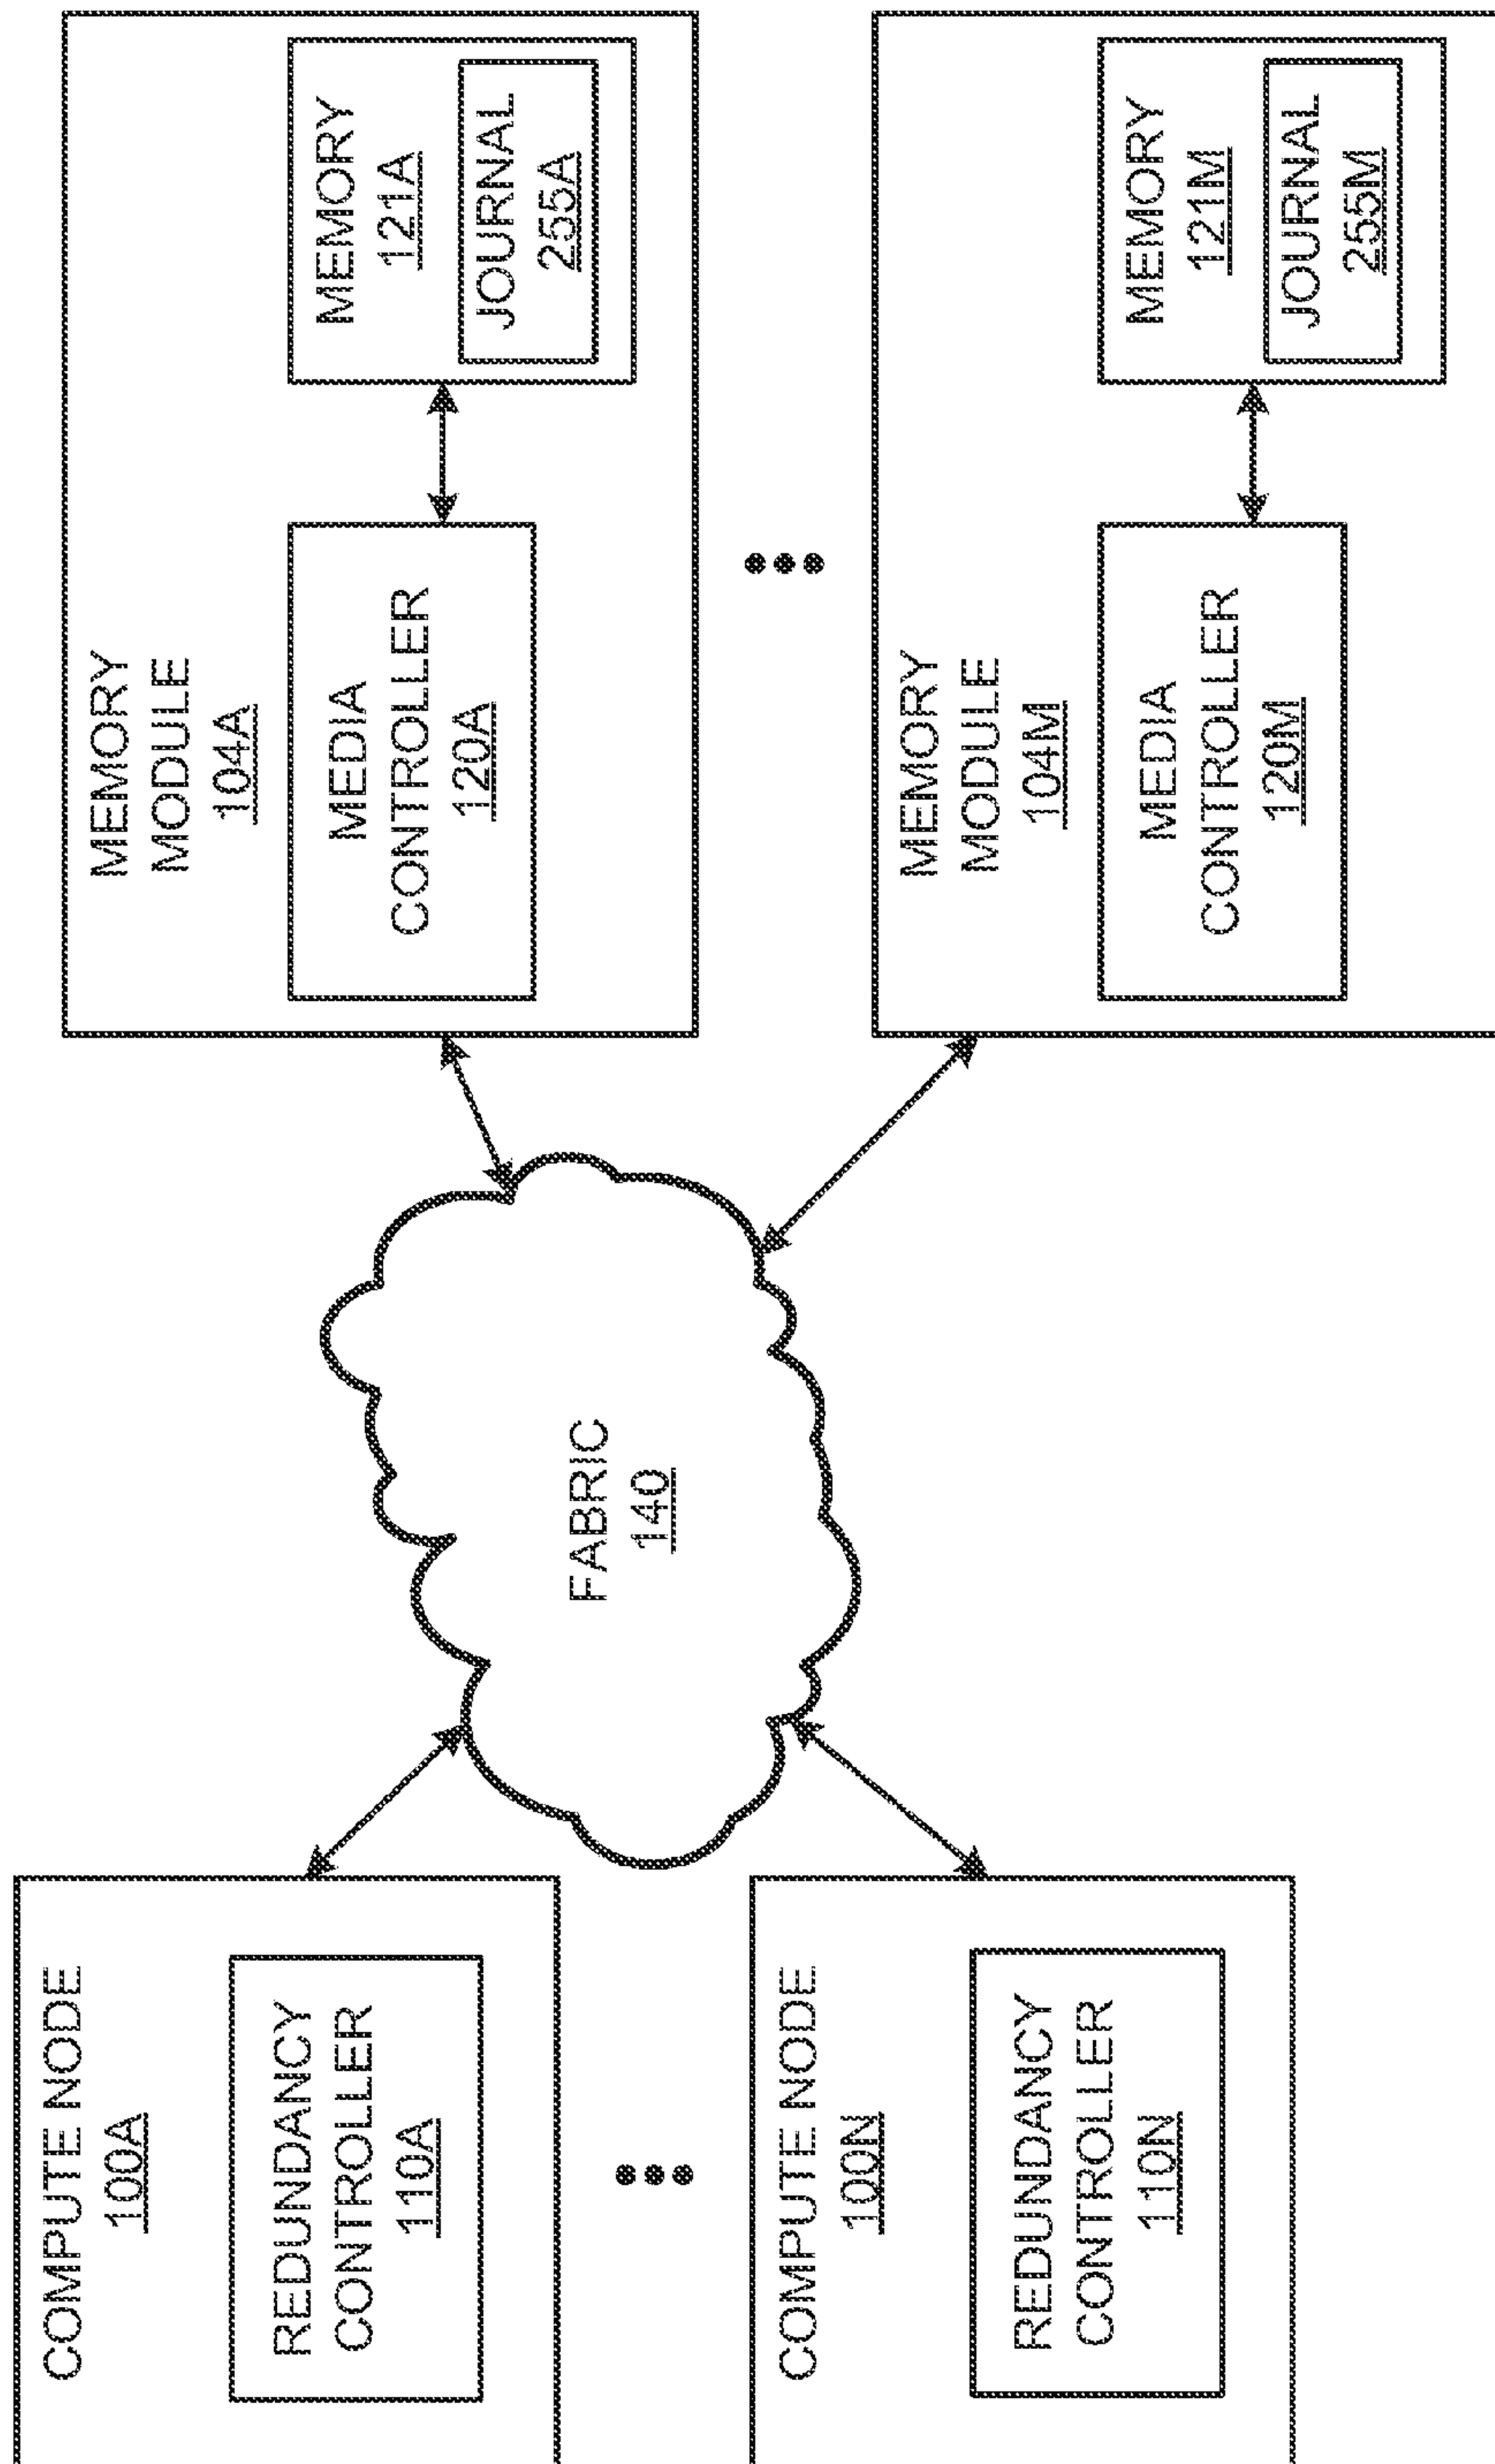 COMPUTE NODE
100A
REDUNDANCY
CONTROLLER
110A
COMPUTE NODE
100N
REDUNDANCY
CONTROLLER
110N
FABRIC
140
MEMORY
MODULE
104A
MEDIA
CONTROLLER
120A
MEMORY
121A
JOURNAL
255A
MEMORY
MODULE
104M
MEDIA
CONTROLLER
120M
MEMORY
121M
JOURNAL
255M